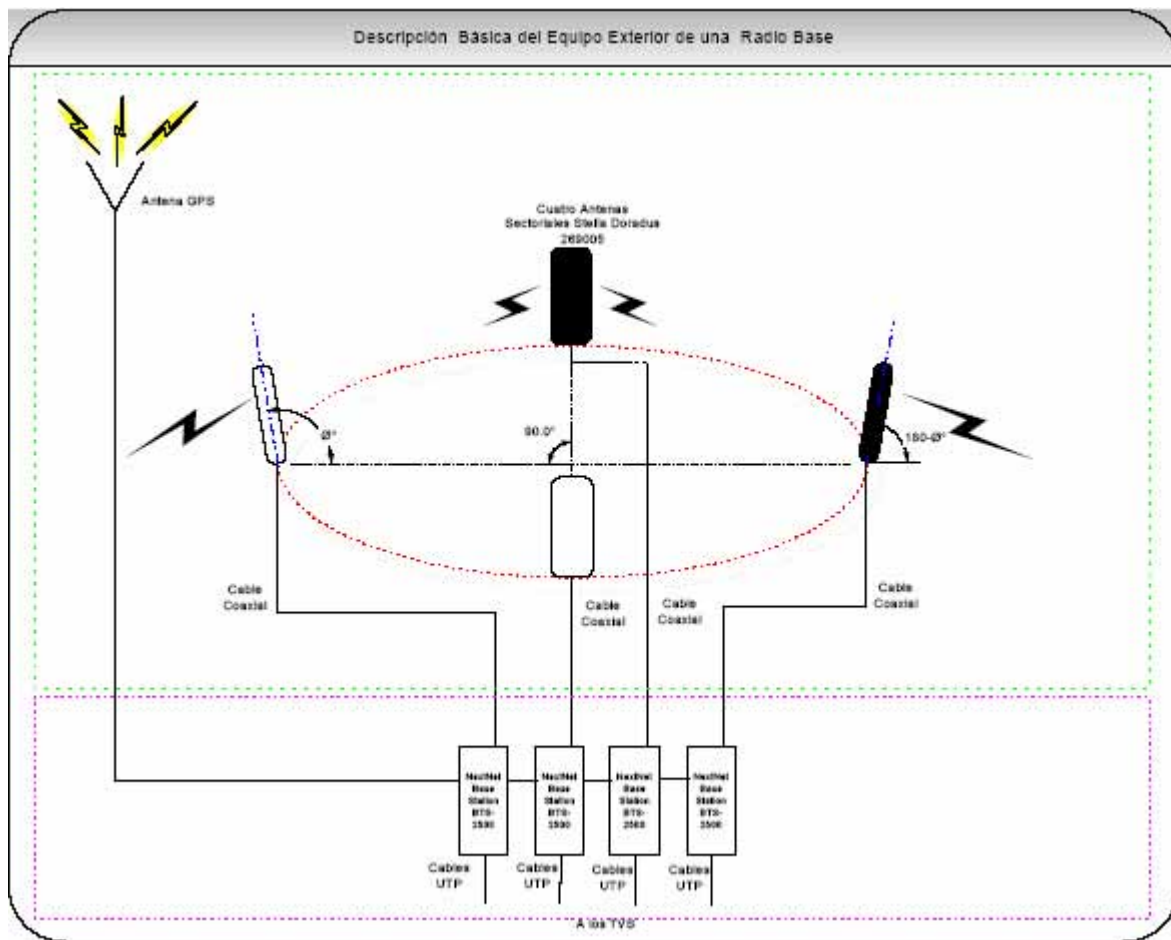 Descripción Básica del Equipo Exterior de una Radio Base
Antena GPS
Cuatro Antenas
Sectoriales Stella Doradus
269005
Ø°
90.0°
180-Ø°
Cable
Coaxial
Cable
Coaxial
Cable
Coaxial
Cable
Coaxial
NextNet
Base
Station
BTS-
2500
NextNet
Base
Station
BTS-
2500
NextNet
Base
Station
BTS-
2500
NextNet
Base
Station
BTS-
2500
Cables
UTP
Cables
UTP
Cables
UTP
Cables
UTP
A los TVS